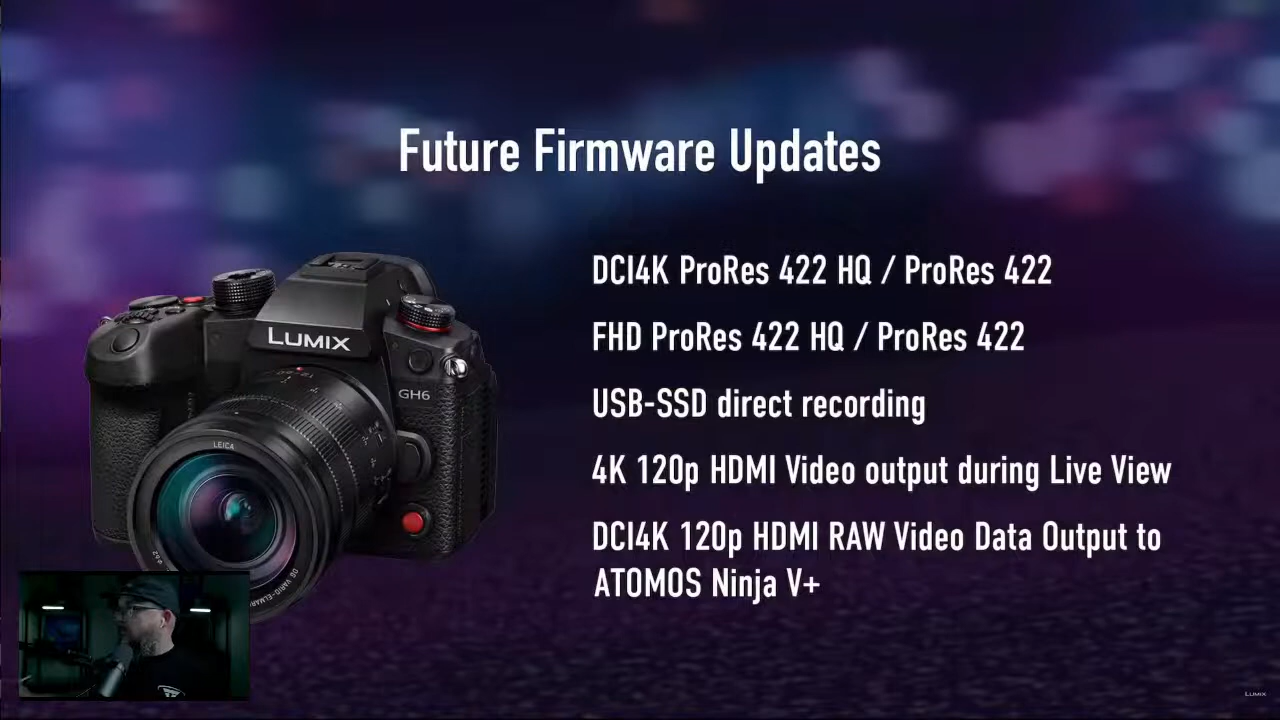 Future Firmware Updates
DCI4K ProRes 422 HQ / ProRes 422
FHD ProRes 422 HQ / ProRes 422
USB-SSD direct recording
4K 120p HDMI Video output during Live View
DCI4K 120p HDMI RAW Video Data Output to
ATOMOS Ninja V+
LUMIX
GH6
LEICA
LUMIX